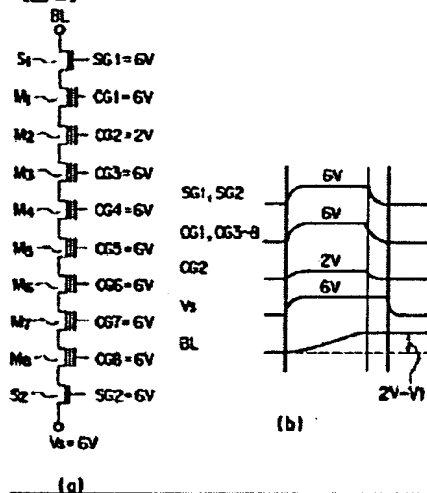 BL
S1 SG1=6V
M1 CG1=6V
M2 CG2=2V
M3 CG3=6V
M4 CG4=6V
M5 CG5=6V
M6 CG6=6V
M7 CG7=6V
M8 CG8=6V
S2 SG2=6V
Vs=6V
(a)
SG1, SG2 6V
CG1, CG3~8 6V
CG2 2V
Vs 6V
BL
2V-V1
(b)